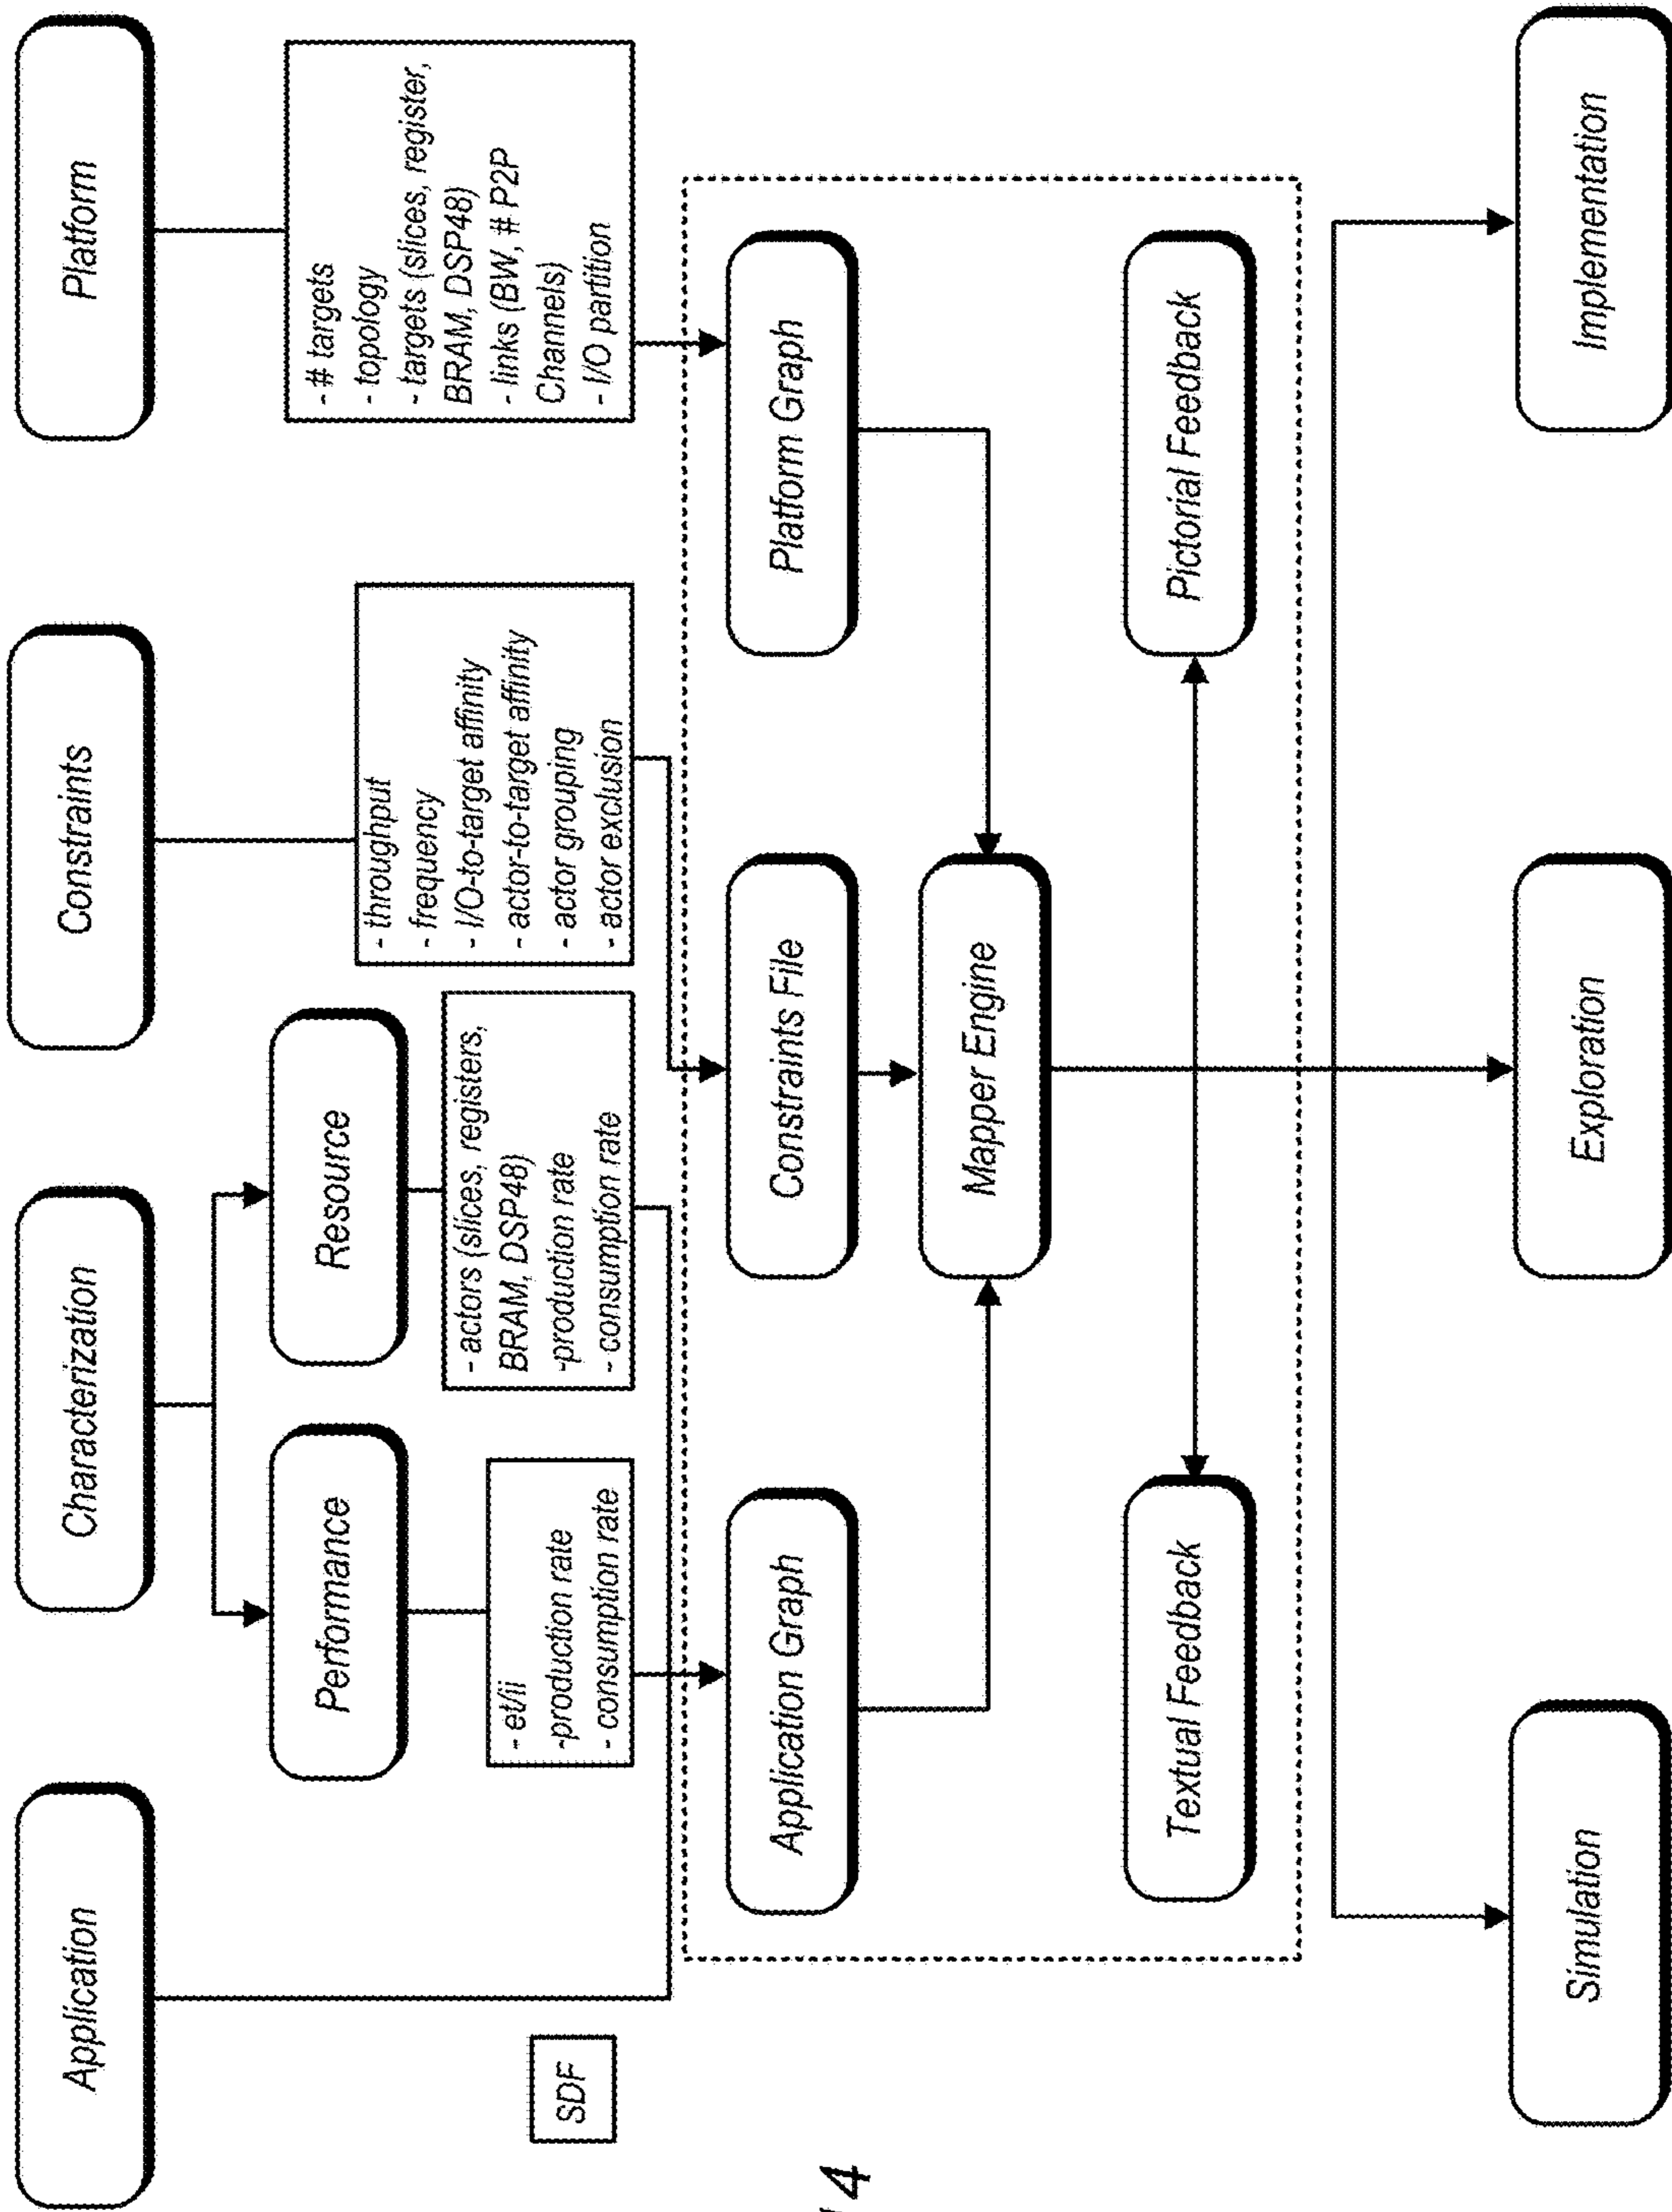 Application
Characterization
Constraints
Platform
Performance
Resource
- # targets
- topology
- targets (slices, register,
BRAM, DSP48)
- links (BW, # P2P
Channels)
- I/O partition
- throughput
- frequency
- I/O-to-target affinity
- actor-to-target affinity
- actor grouping
- actor exclusion
- actors (slices, registers,
BRAM, DSP48)
-production rate
- consumption rate
- et/ii
-production rate
- consumption rate
SDF
Application Graph
Constraints File
Platform Graph
Mapper Engine
Textual Feedback
Pictorial Feedback
Simulation
Exploration
Implementation